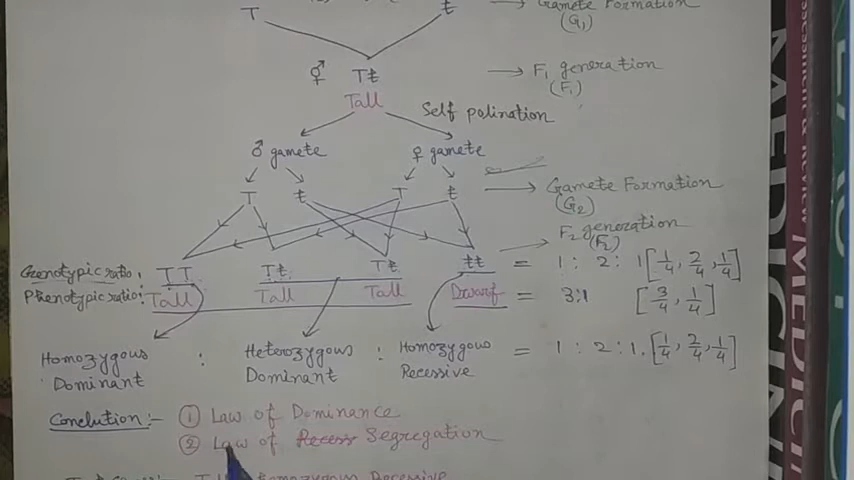 T t → Gamete Formation
(G₁)
⚥ Tt → F₁ generation
(F₁)
Tall
Self polination
♂ gamete ♀ gamete
T t T t → Gamete Formation
(G₂)
F₂ generation
(F₂)
Genotypic ratio: TT Tt Tt tt = 1 : 2 : 1 [1/4, 2/4, 1/4]
Phenotypic ratio: Tall Tall Tall Dwarf = 3:1 [3/4, 1/4]
Homozygous : Heterozygous : Homozygous = 1 : 2 : 1. [1/4, 2/4, 1/4]
Dominant Dominant Recessive
Conclution:- ① Law of Dominance
② Law of Segregation
Homozygous Recessive
MEDICIN